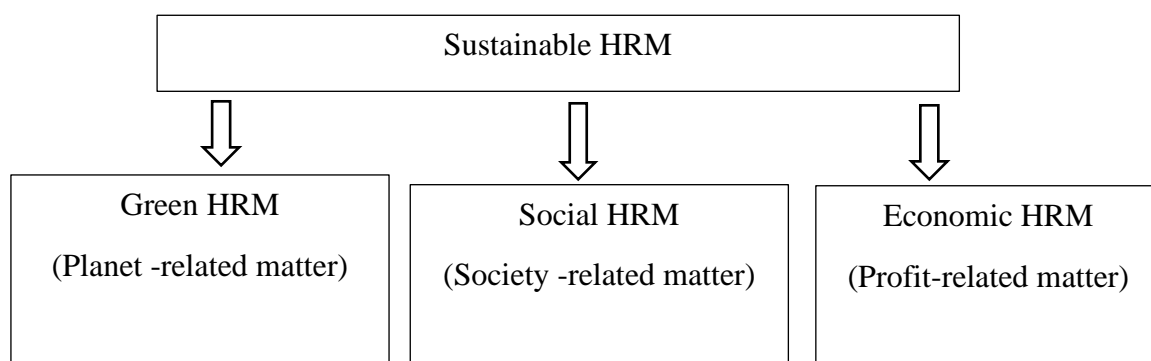 Sustainable HRM
Green HRM
(Planet -related matter)
Social HRM
(Society -related matter)
Economic HRM
(Profit-related matter)